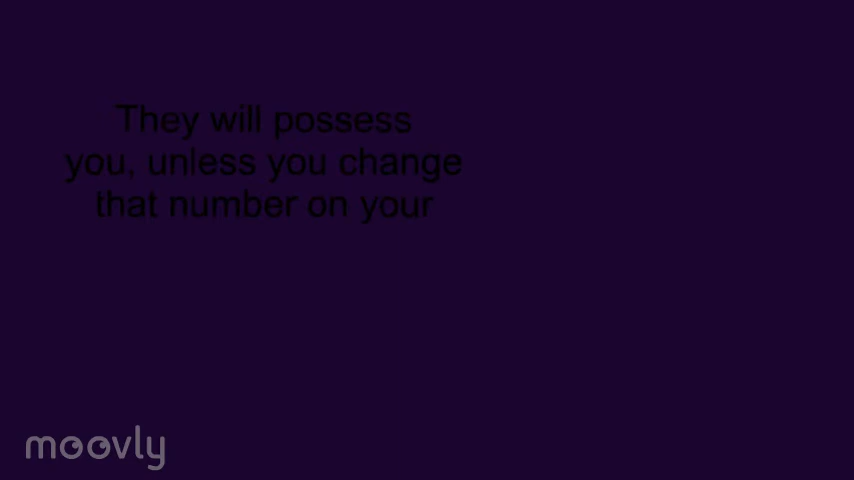 They will possess
you, unless you change
that number on your
moovly